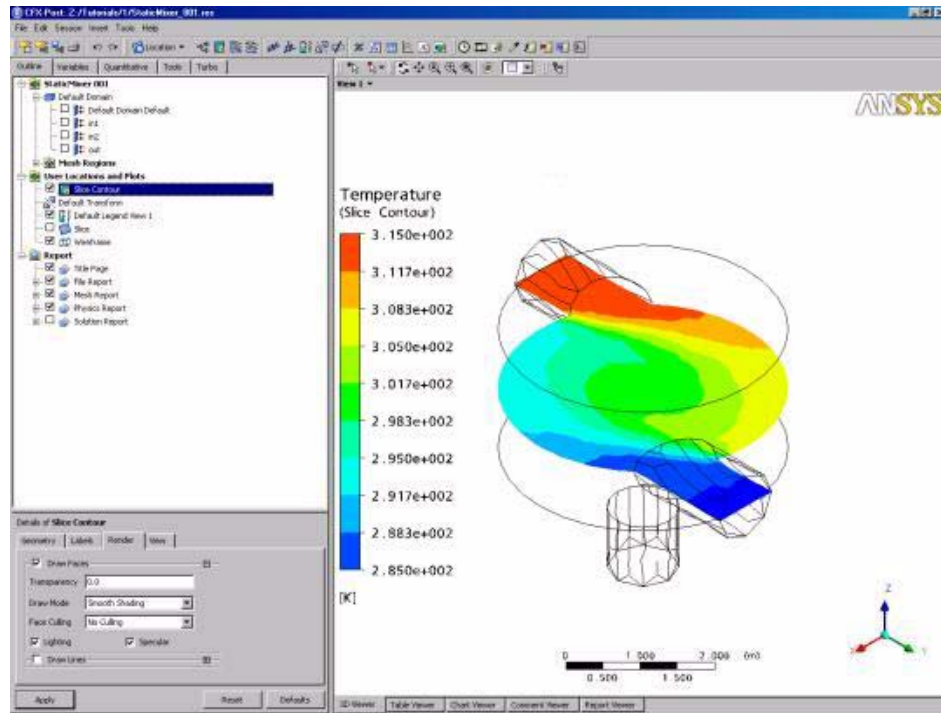 CFX-Post: Z:/Tutorials/17/StaticMixer_001.res
File Edit Session Insert Tools Help
Location
Outline Variables Quantitative Tools Turbo
StaticMixer 001
Default Domain
Default Domain Default
in1
in2
out
Mesh Regions
User Locations and Plots
Slice Contour
Default Transform
Default Legend View 1
Slice
Wireframe
Report
Title Page
File Report
Mesh Report
Physics Report
Solution Report
Details of Slice Contour
Geometry Labels Render View
Draw Faces
Transparency 0.0
Draw Mode Smooth Shading
Face Culling No Culling
Lighting Specular
Draw Lines
Apply Reset Defaults
View 1
ANSYS
Temperature
(Slice Contour)
3.150e+002
3.117e+002
3.083e+002
3.050e+002
3.017e+002
2.983e+002
2.950e+002
2.917e+002
2.883e+002
2.850e+002
[K]
0 1.000 2.000 (m)
0.500 1.500
Z
X Y
3D Viewer Table Viewer Chart Viewer Comment Viewer Report Viewer